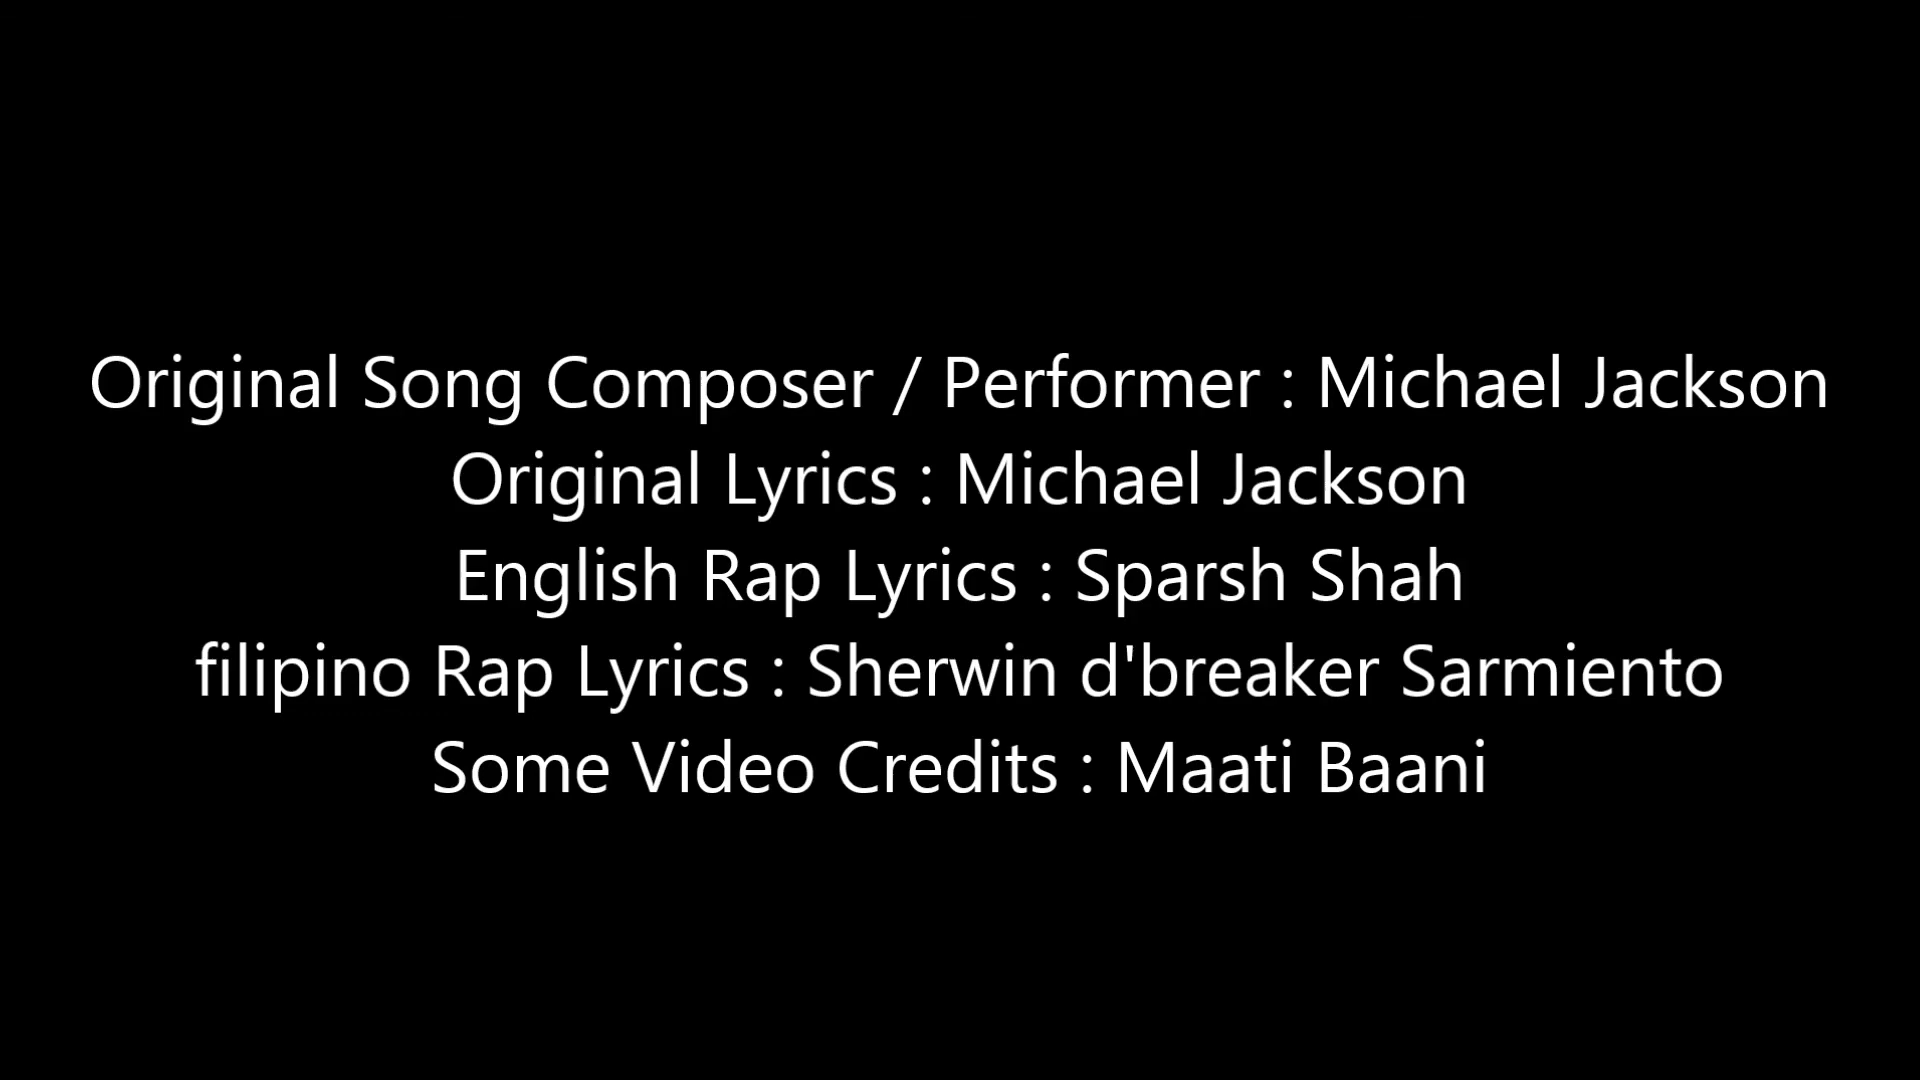 Original Song Composer / Performer : Michael Jackson
Original Lyrics : Michael Jackson
English Rap Lyrics : Sparsh Shah
filipino Rap Lyrics : Sherwin d'breaker Sarmiento
Some Video Credits : Maati Baani